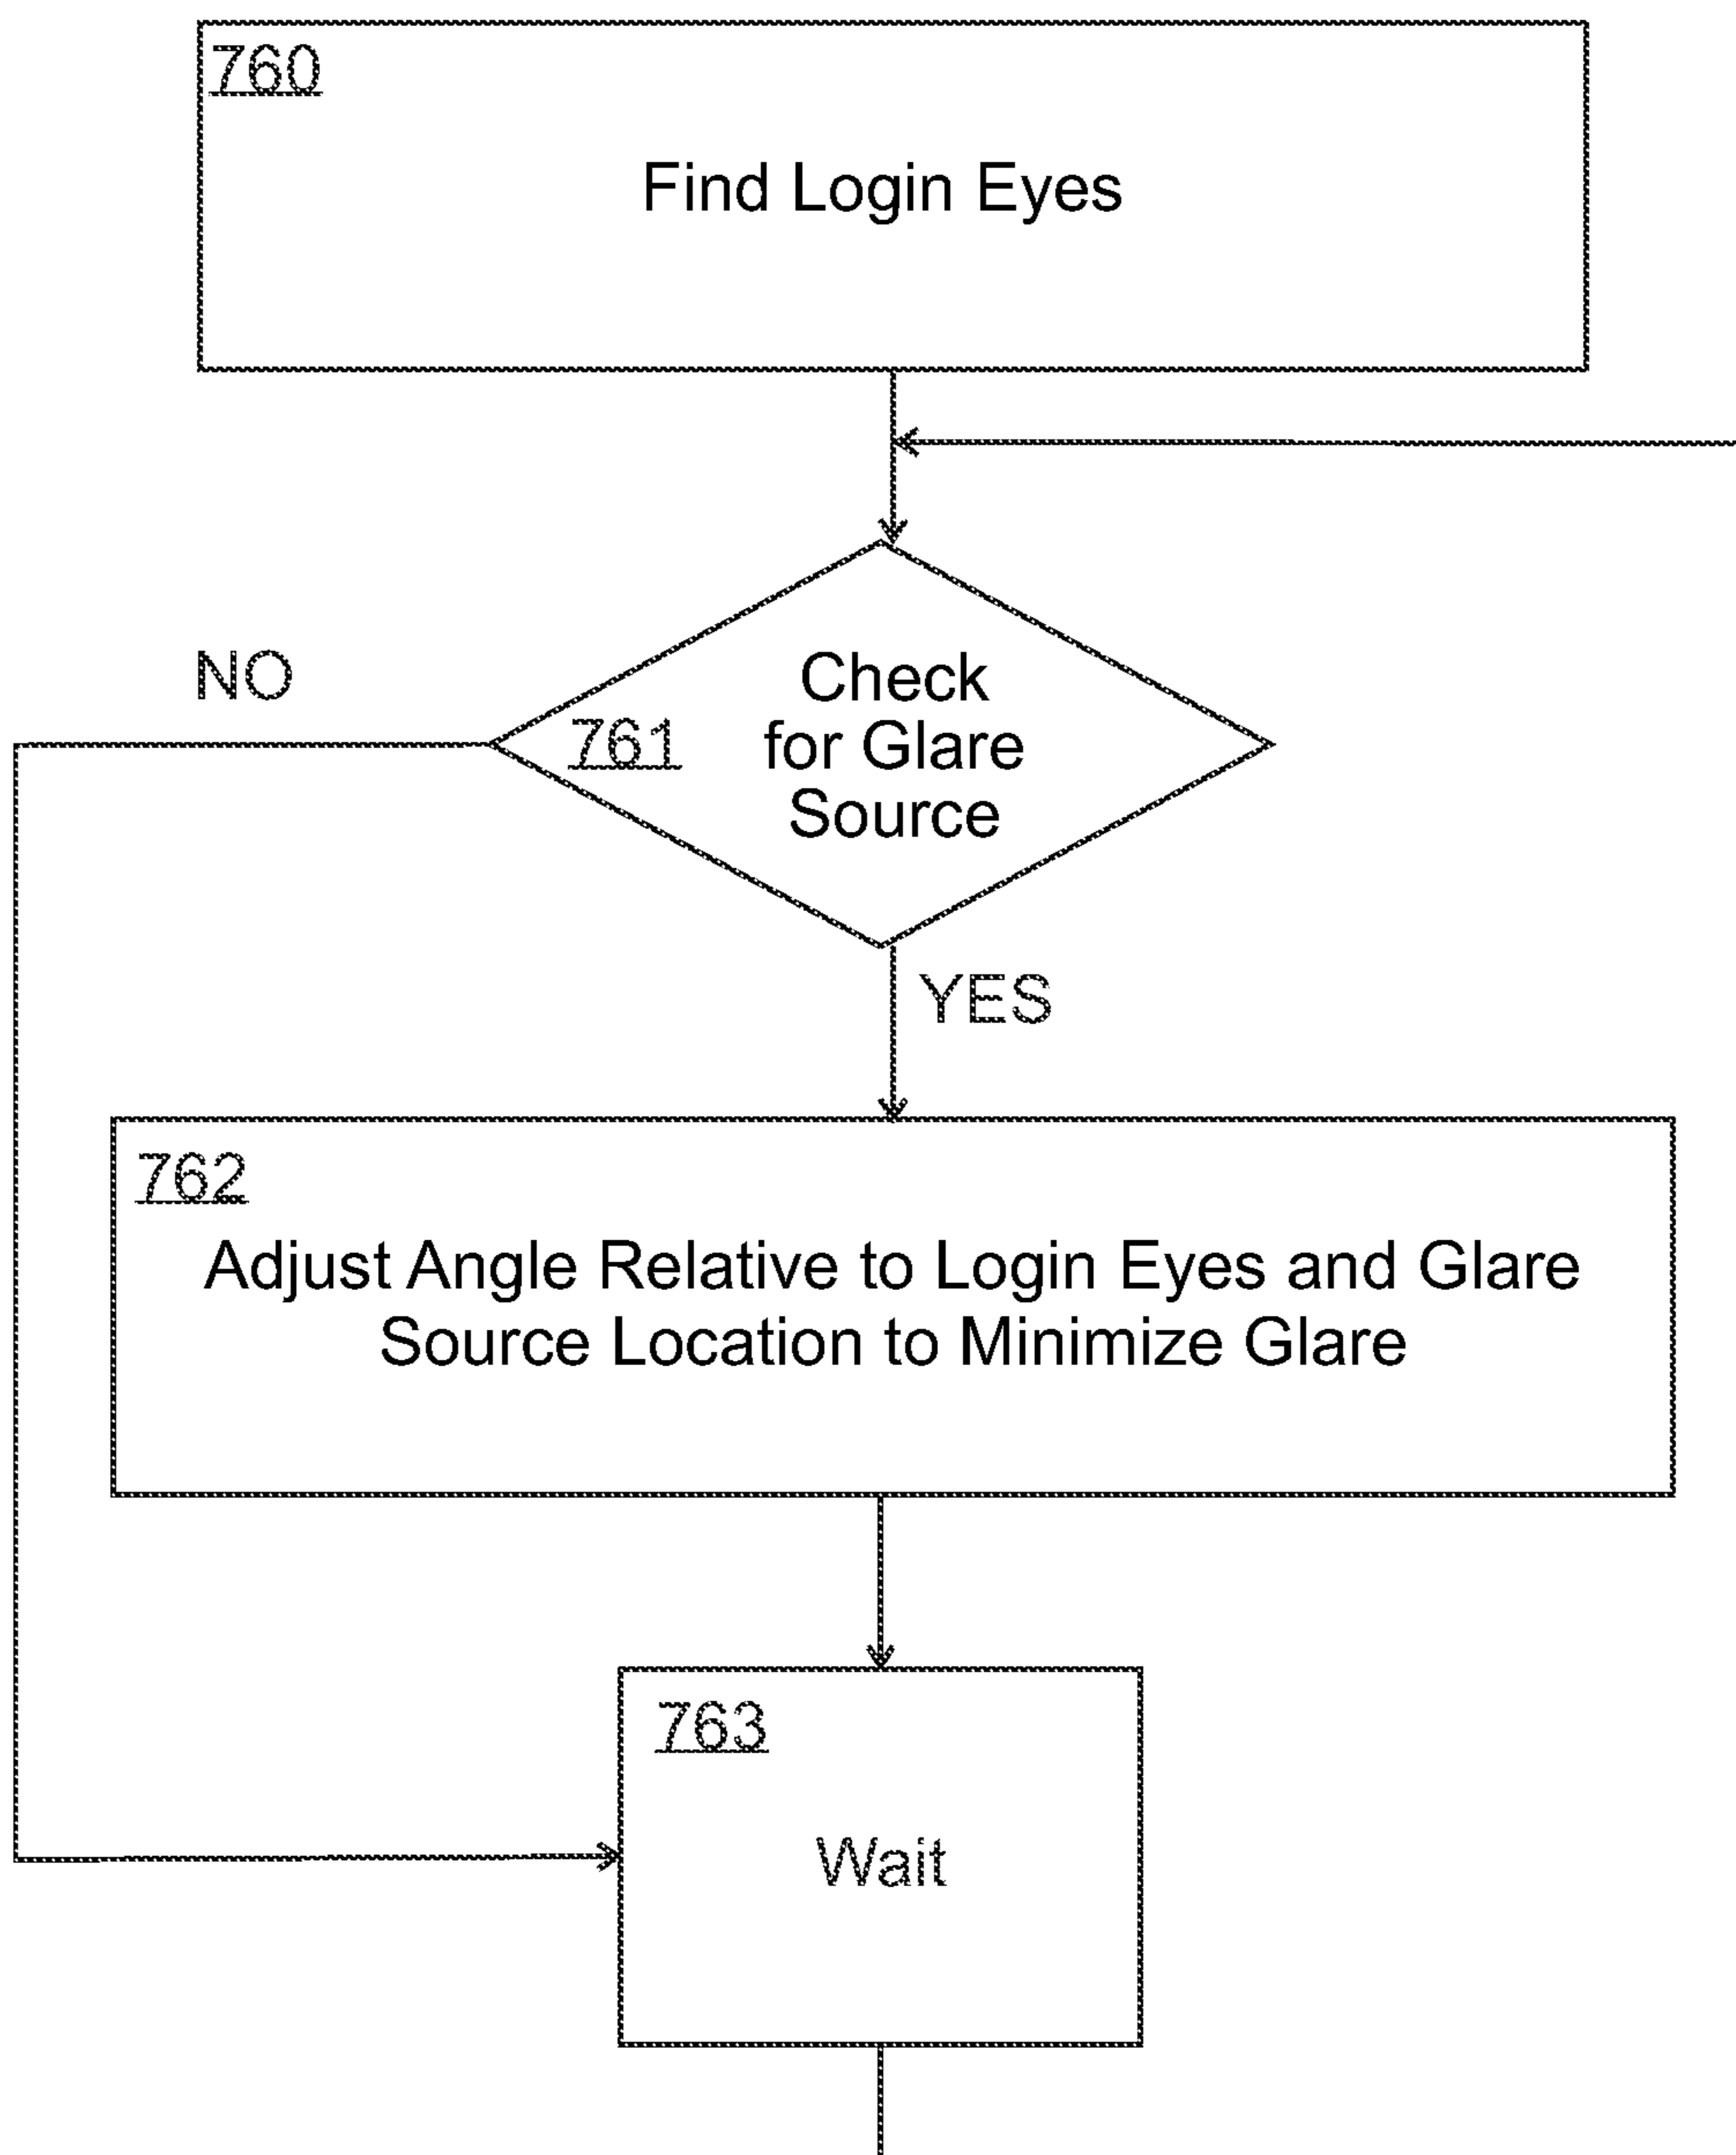 760
Find Login Eyes
NO
Check
761
for Glare
Source
YES
762
Adjust Angle Relative to Login Eyes and Glare
Source Location to Minimize Glare
763
Wait